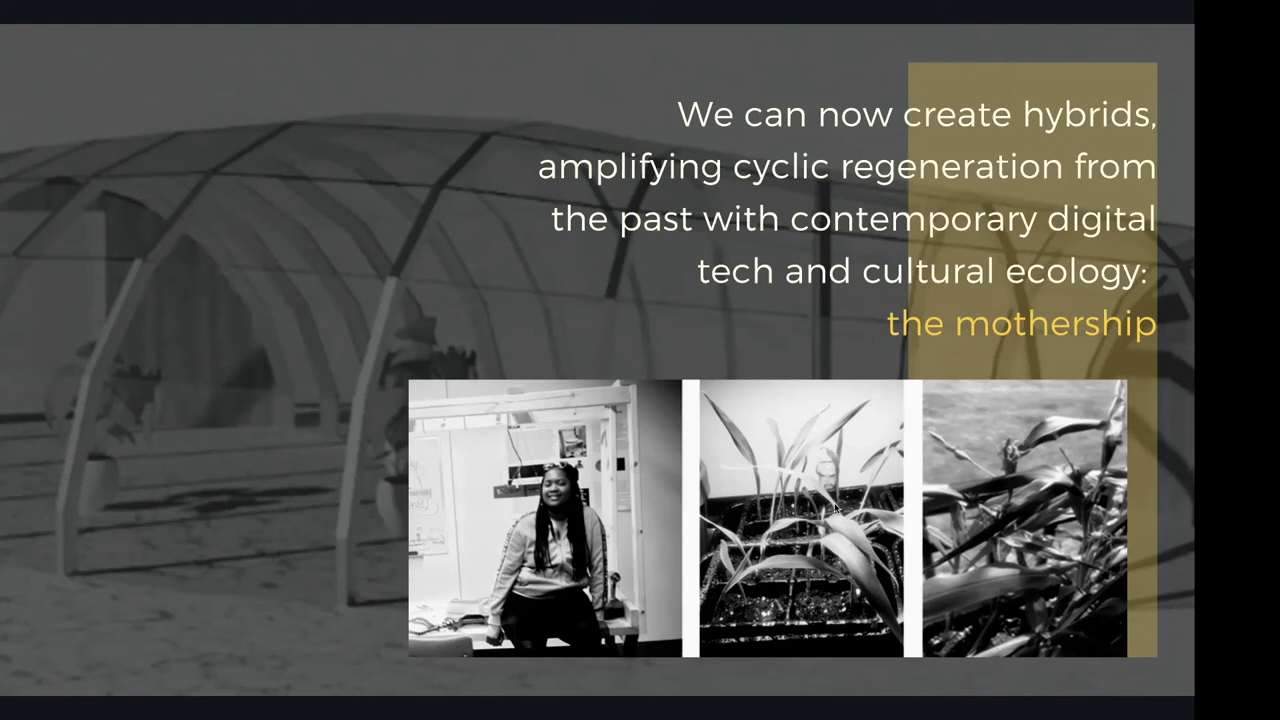 We can now create hybrids,
amplifying cyclic regeneration from
the past with contemporary digital
tech and cultural ecology:
the mothership